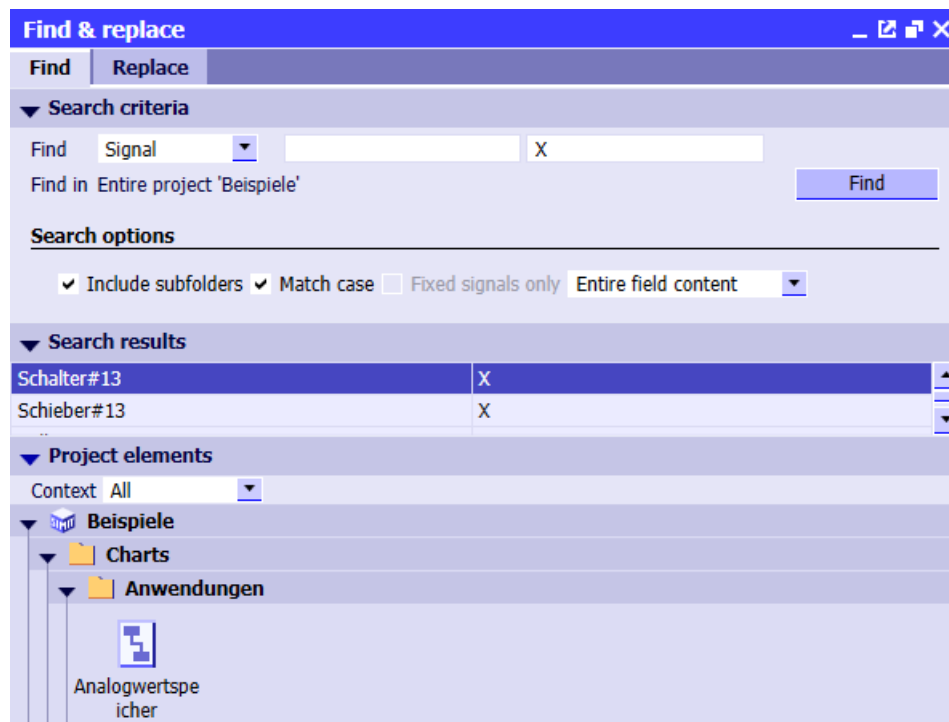 Find & replace
Find Replace
Search criteria
Find Signal X
Find in Entire project 'Beispiele'
Find
Search options
Include subfolders Match case Fixed signals only Entire field content
Search results
Schalter#13 X
Schieber#13 X
Project elements
Context All
Beispiele
Charts
Anwendungen
Analogwertspe
icher